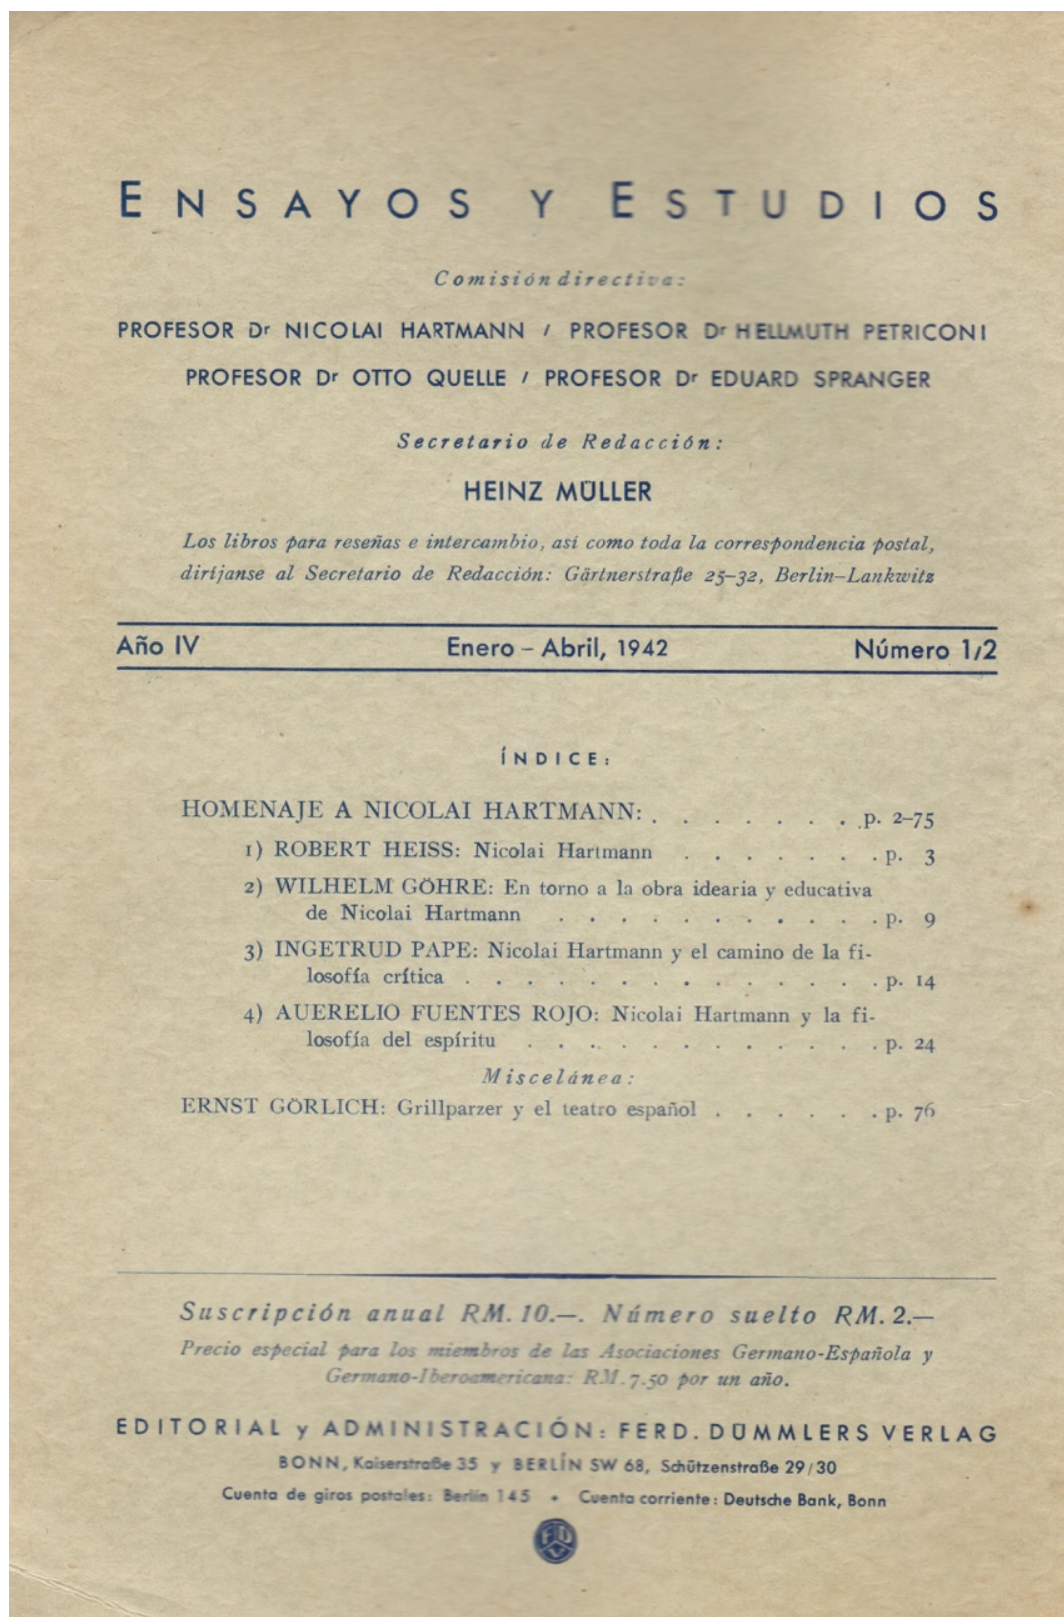 ENSAYOS Y ESTUDIOS
Comisión directiva:
PROFESOR Dr NICOLAI HARTMANN / PROFESOR Dr HELLMUTH PETRICONI
PROFESOR Dr OTTO QUELLE / PROFESOR Dr EDUARD SPRANGER
Secretario de Redacción:
HEINZ MÜLLER
Los libros para reseñas e intercambio, así como toda la correspondencia postal,
diríjanse al Secretario de Redacción: Gärtnerstraße 25–32, Berlin–Lankwitz
Año IV Enero – Abril, 1942 Número 1/2
ÍNDICE:
HOMENAJE A NICOLAI HARTMANN: . . . . . . . . p. 2–75
1) ROBERT HEISS: Nicolai Hartmann . . . . . . . p. 3
2) WILHELM GÖHRE: En torno a la obra idearia y educativa
de Nicolai Hartmann . . . . . . . . . . . p. 9
3) INGETRUD PAPE: Nicolai Hartmann y el camino de la fi-
losofía crítica . . . . . . . . . . . . . . p. 14
4) AUERELIO FUENTES ROJO: Nicolai Hartmann y la fi-
losofía del espíritu . . . . . . . . . . . . p. 24
Miscelánea:
ERNST GÖRLICH: Grillparzer y el teatro español . . . . . . p. 76
Suscripción anual RM. 10.—. Número suelto RM. 2.—
Precio especial para los miembros de las Asociaciones Germano-Española y
Germano-Iberoamericana: RM. 7.50 por un año.
EDITORIAL y ADMINISTRACIÓN: FERD. DÜMMLERS VERLAG
BONN, Kaiserstraße 35 y BERLÍN SW 68, Schützenstraße 29/30
Cuenta de giros postales: Berlin 145 • Cuenta corriente: Deutsche Bank, Bonn
FDV